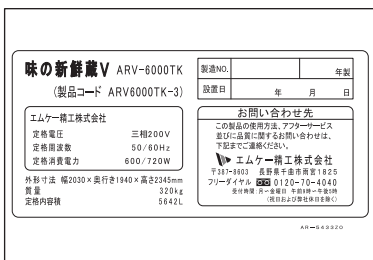 味の新鮮蔵V ARV-6000TK
(製品コード ARV6000TK-3)
エムケー精工株式会社
定格電圧 三相200V
定格周波数 50/60Hz
定格消費電力 600/720W
外形寸法 幅2030×奥行き1940×高さ2345mm
質量 320kg
定格内容積 5642L
製造NO. 年製
設置日 年 月 日
お問い合わせ先
この製品の使用方法、アフターサービス
並びに品質に関するお問い合わせは、
下記までご連絡ください。
エムケー精工株式会社
〒387-8603 長野県千曲市雨宮1825
フリーダイヤル 0120-70-4040
受付時間:月~金曜日 午前8時~午後5時
(祝日および弊社休日を除く)
AR-6433Z0